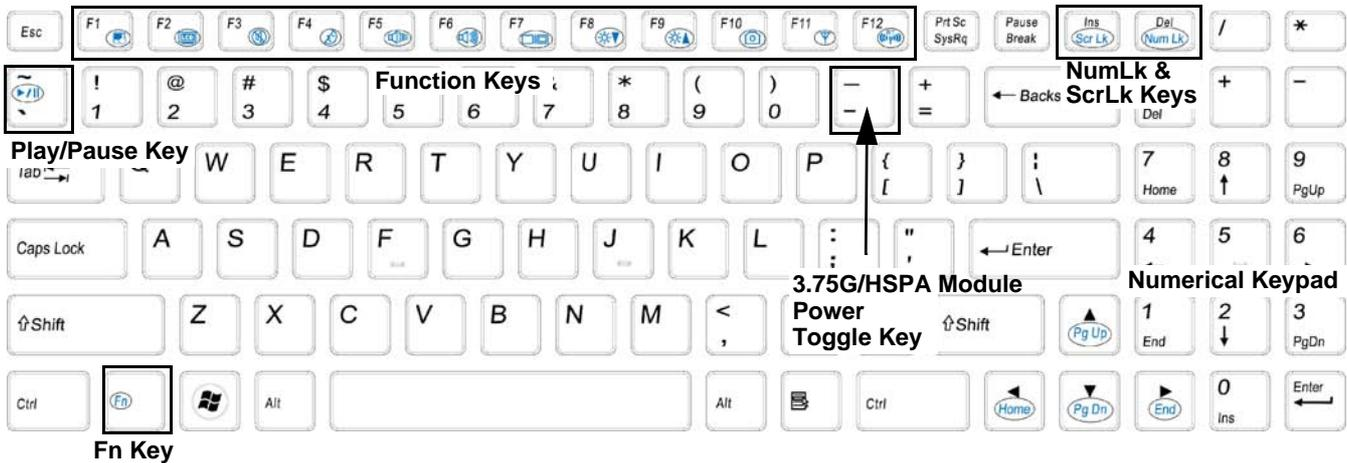 Esc F1 F2 F3 F4 F5 F6 F7 F8 F9 F10 F11 F12 Prt Sc Pause Ins Del / *
SysRq Break Scr Lk Num Lk
Function Keys
NumLk &
ScrLk Keys
~ ! @ # $ * ( ) — + ← Backs + -
` 1 2 3 4 5 6 7 8 9 0 - = Del
Play/Pause Key
Tab W E R T Y U I O P { } ¦ 7 8 9
[ ] \ Home ↑ PgUp
Caps Lock A S D F G H J K L : " Enter 4 5 6
; '
3.75G/HSPA Module
Power
Toggle Key
Numerical Keypad
⇧Shift Z X C V B N M < ⇧Shift ▲ 1 2 3
, Pg Up End ↓ PgDn
Ctrl Fn Alt Alt Ctrl ◄ ▼ ► 0 Enter
Home Pg Dn End Ins
Fn Key